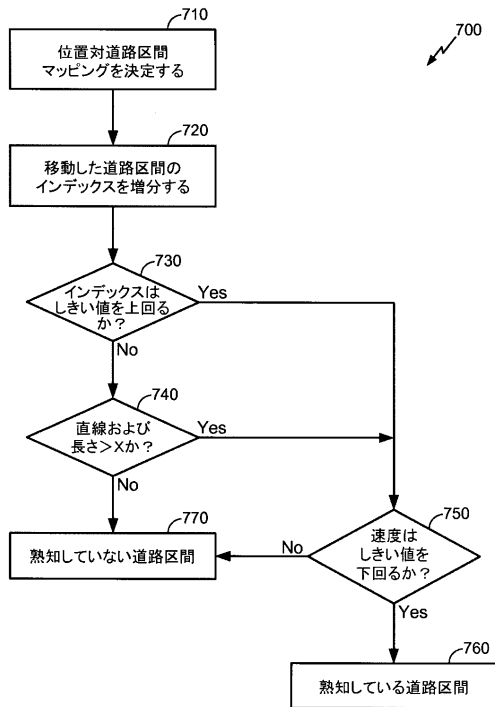 710
700
位置対道路区間
マッピングを決定する
720
移動した道路区間の
インデックスを増分する
730
インデックスは
しきい値を上回る
か?
Yes
No
740
直線および
長さ>Xか?
Yes
No
770
熟知していない道路区間
750
速度は
しきい値を
下回るか?
No
Yes
760
熟知している道路区間